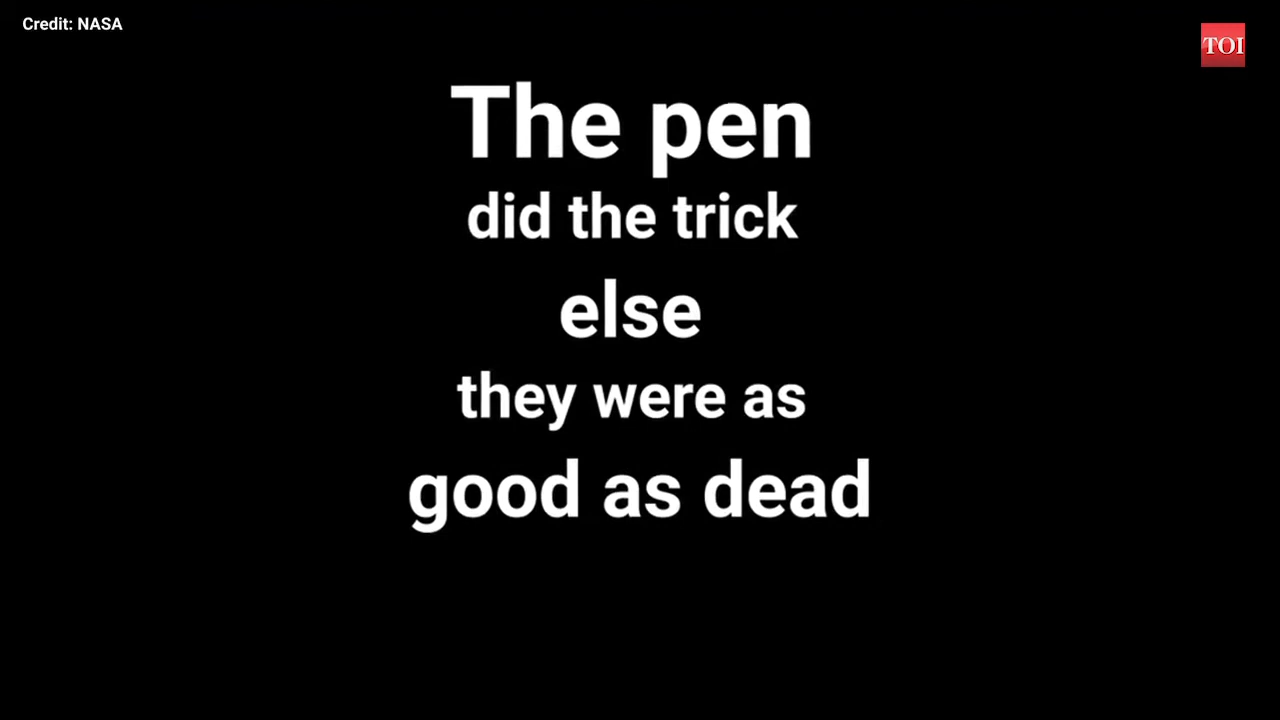 Credit: NASA
TOI
The pen
did the trick
else
they were as
good as dead